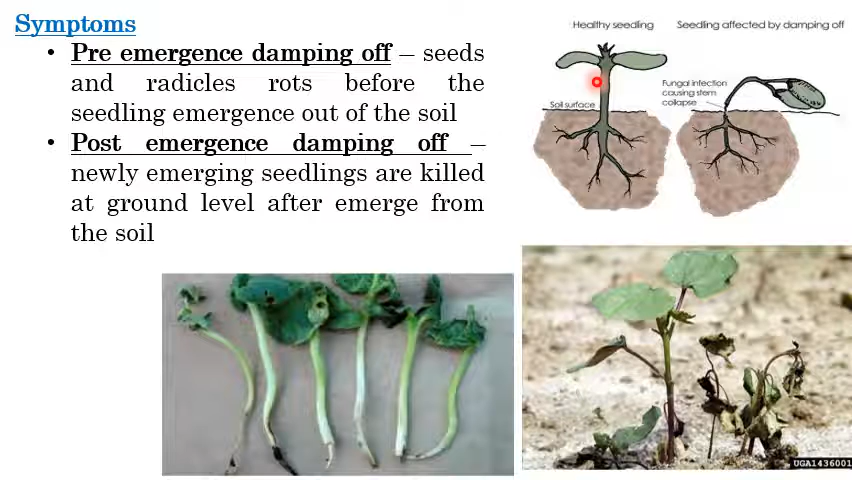 Symptoms
• Pre emergence damping off – seeds
and radicles rots before the
seedling emergence out of the soil
• Post emergence damping off –
newly emerging seedlings are killed
at ground level after emerge from
the soil
Healthy seedling
Seedling affected by damping off
Fungal infection
causing stem
collapse
Soil surface
UGA1436001